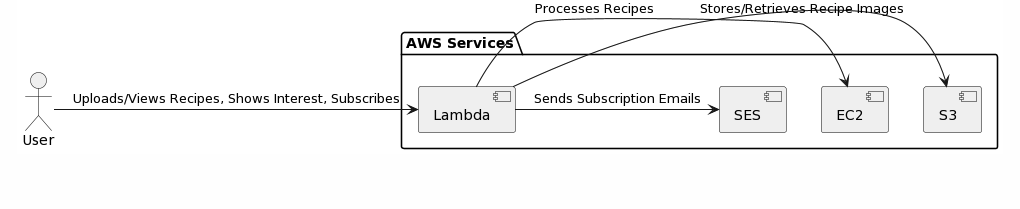 Processes Recipes
Stores/Retrieves Recipe Images
AWS Services
Uploads/Views Recipes, Shows Interest, Subscribes
Sends Subscription Emails
Lambda
SES
EC2
S3
User